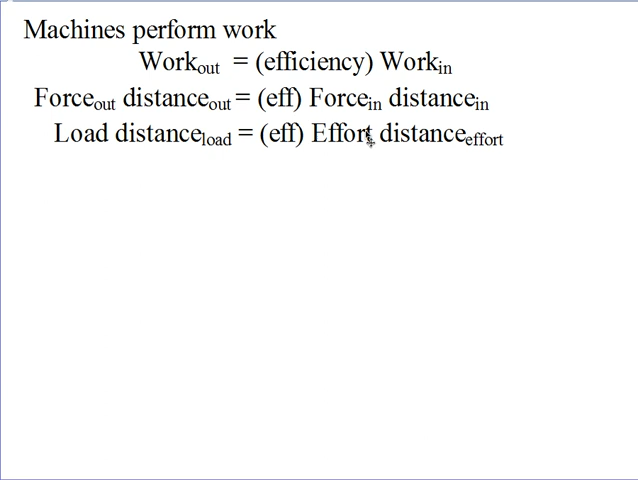 Machines perform work
Workout = (efficiency) Workin
Forceout distanceout = (eff) Forcein distancein
Load distanceload = (eff) Effort distanceeffort